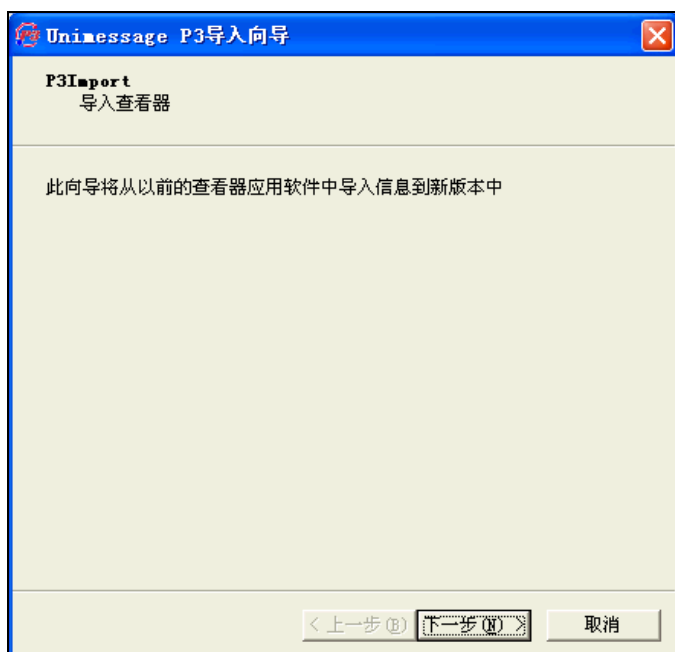 Unimessage P3导入向导
P3Import
导入查看器
此向导将从以前的查看器应用软件中导入信息到新版本中
< 上一步(B) 下一步(N) > 取消